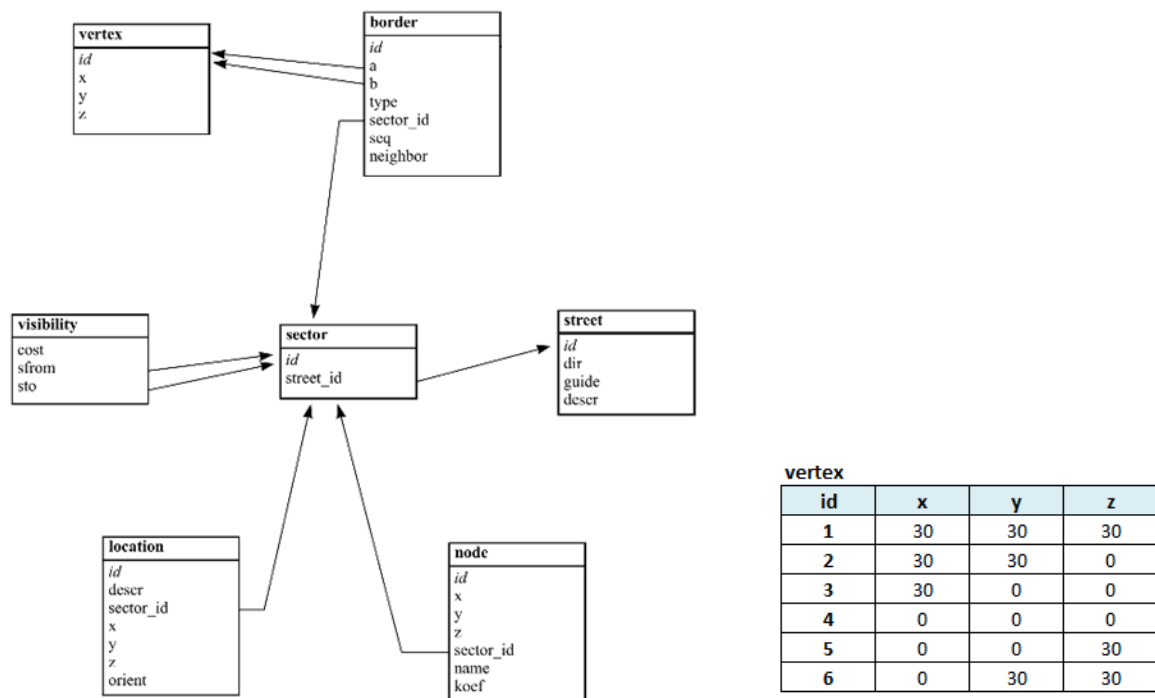 vertex
id
x
y
z
border
id
a
b
type
sector_id
seq
neighbor
visibility
cost
sfrom
sto
sector
id
street_id
street
id
dir
guide
descr
location
id
descr
sector_id
x
y
z
orient
node
id
x
y
z
sector_id
name
koef
vertex
id x y z
1 30 30 30
2 30 30 0
3 30 0 0
4 0 0 0
5 0 0 30
6 0 30 30